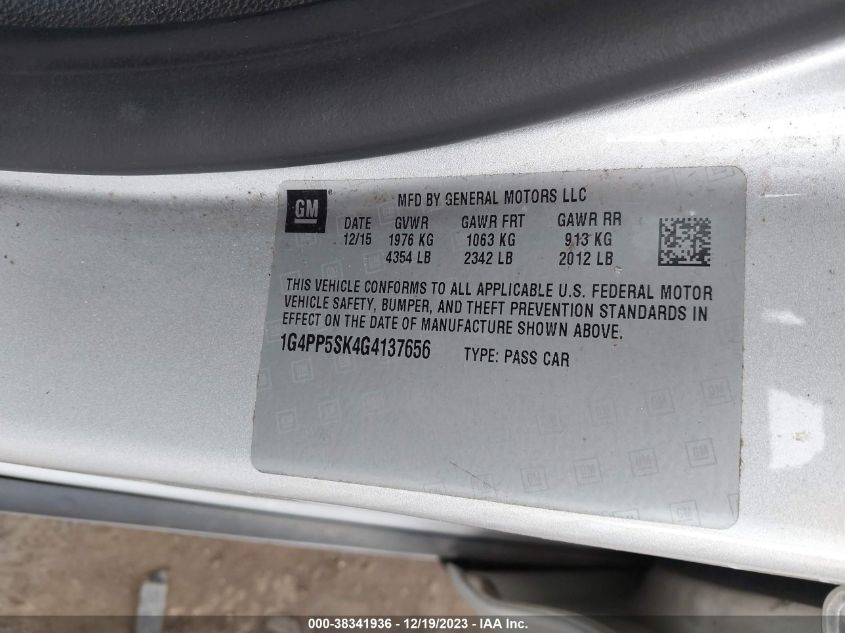 GM
MFD BY GENERAL MOTORS LLC
DATE GVWR GAWR FRT GAWR RR
12/15 1976 KG 1063 KG 913 KG
4354 LB 2342 LB 2012 LB
THIS VEHICLE CONFORMS TO ALL APPLICABLE U.S. FEDERAL MOTOR
VEHICLE SAFETY, BUMPER, AND THEFT PREVENTION STANDARDS IN
EFFECT ON THE DATE OF MANUFACTURE SHOWN ABOVE.
1G4PP5SK4G4137656 TYPE: PASS CAR
000-38341936 - 12/19/2023 - IAA Inc.